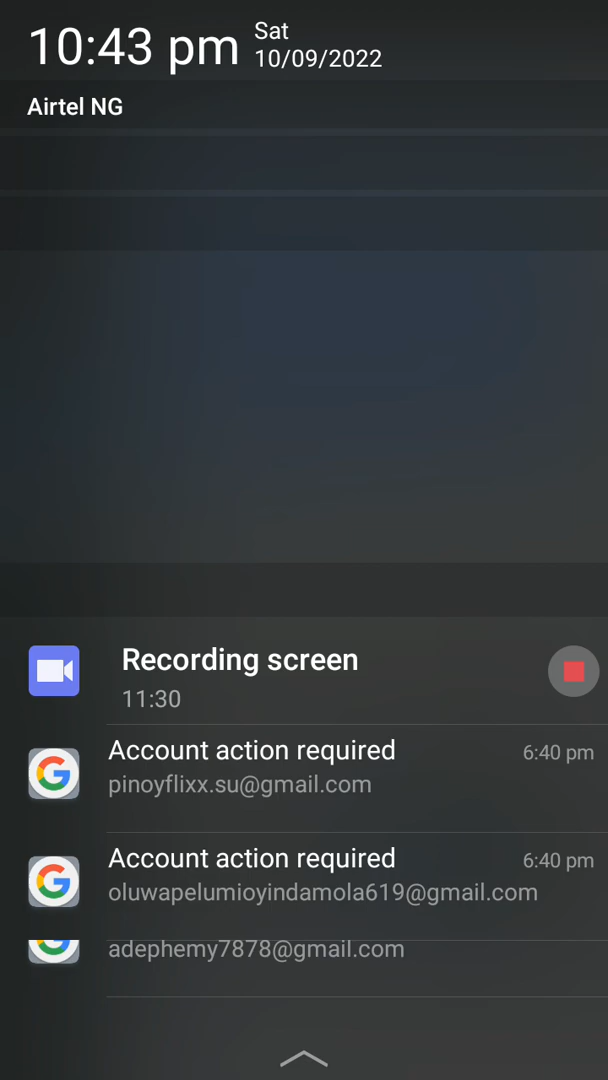 10:43 pm
Sat
10/09/2022
Airtel NG
Recording screen
11:30
Account action required
6:40 pm
pinoyflixx.su@gmail.com
Account action required
6:40 pm
oluwapelumioyindamola619@gmail.com
adephemy7878@gmail.com